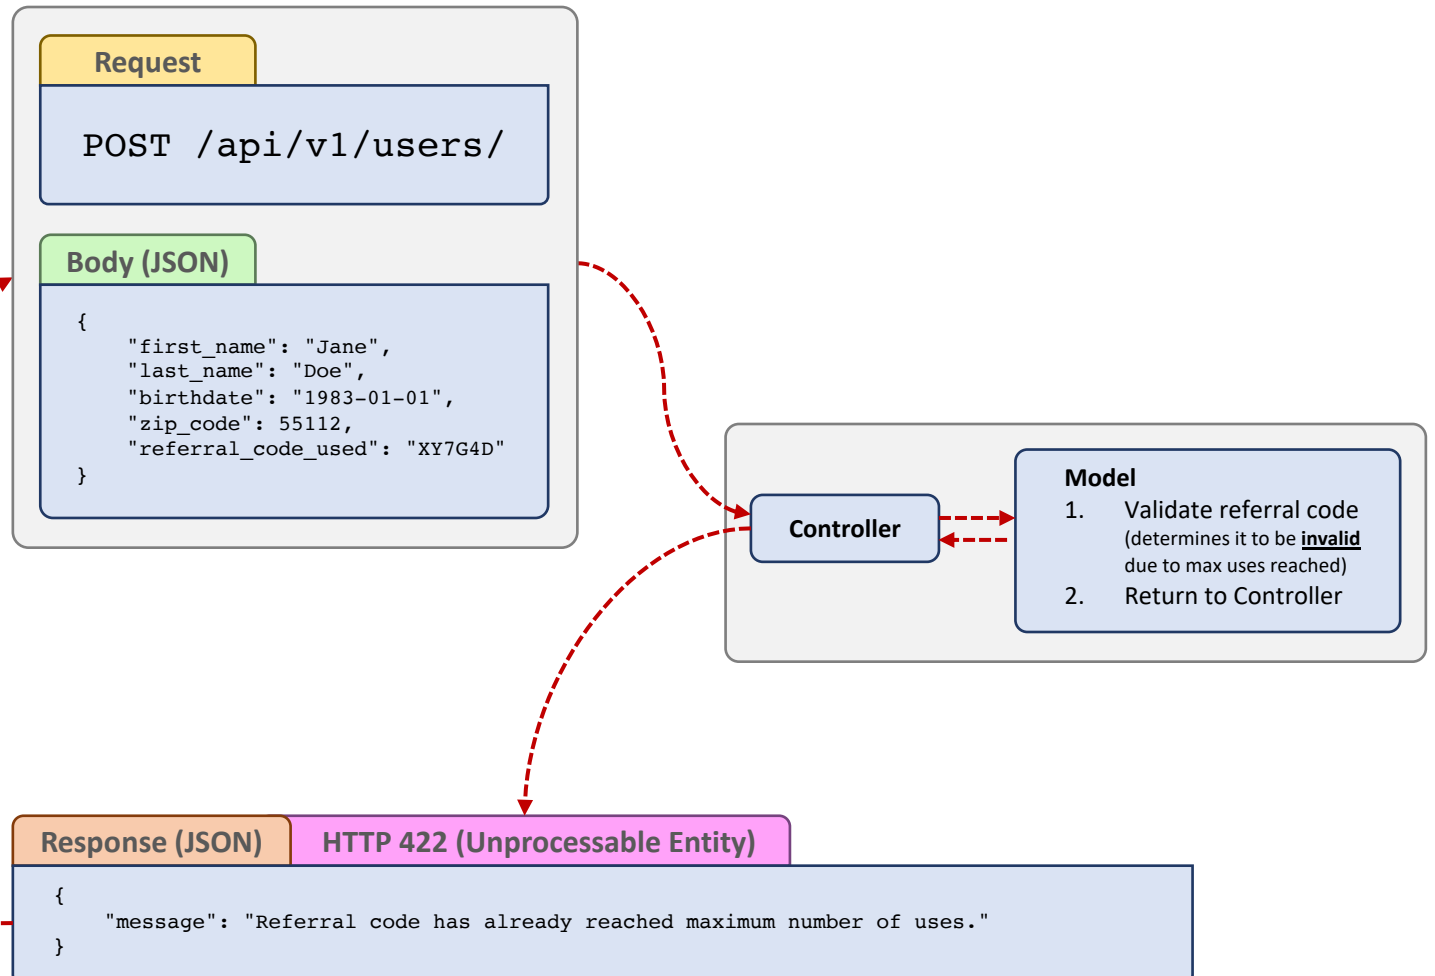 Request
POST /api/v1/users/
Body (JSON)
{
"first_name": "Jane",
"last_name": "Doe",
"birthdate": "1983-01-01",
"zip_code": 55112,
"referral_code_used": "XY7G4D"
}
Controller
Model
1. Validate referral code
(determines it to be invalid
due to max uses reached)
2. Return to Controller
Response (JSON)
HTTP 422 (Unprocessable Entity)
{
"message": "Referral code has already reached maximum number of uses."
}